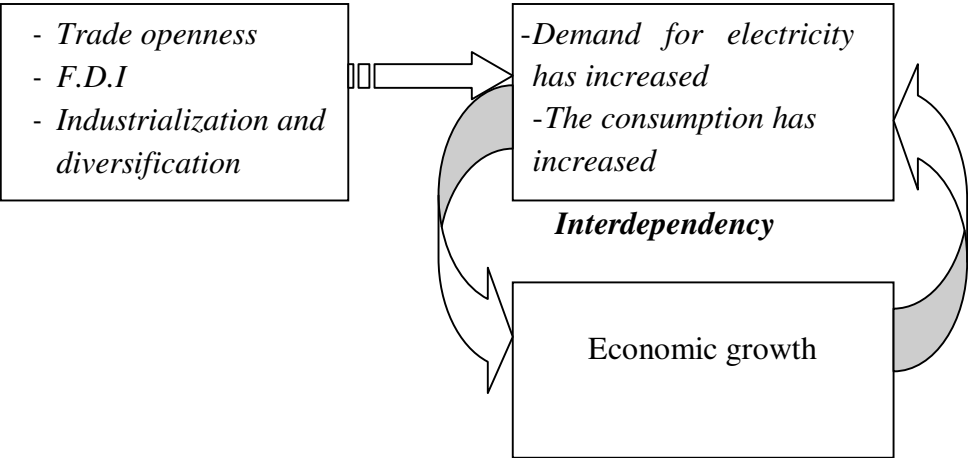 - Trade openness
- F.D.I
- Industrialization and
diversification
-Demand for electricity
has increased
-The consumption has
increased
Interdependency
Economic growth